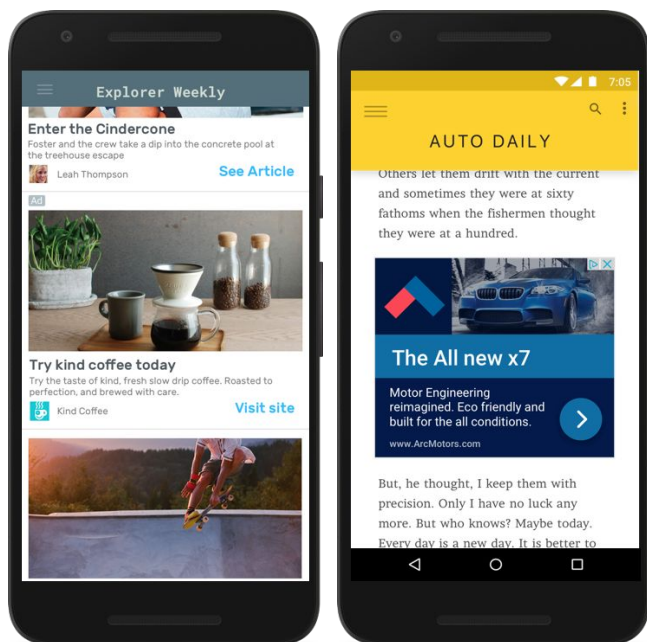 Explorer Weekly
Enter the Cindercone
Foster and the crew take a dip into the concrete pool at
the treehouse escape
Leah Thompson
See Article
Ad
Try kind coffee today
Try the taste of kind, fresh slow drip coffee. Roasted to
perfection, and brewed with care.
Kind Coffee
Visit site
7:05
AUTO DAILY
Others let them drift with the current
and sometimes they were at sixty
fathoms when the fishermen thought
they were at a hundred.
The All new x7
Motor Engineering
reimagined. Eco friendly and
built for the all conditions.
www.ArcMotors.com
But, he thought, I keep them with
precision. Only I have no luck any
more. But who knows? Maybe today.
Every day is a new day. It is better to